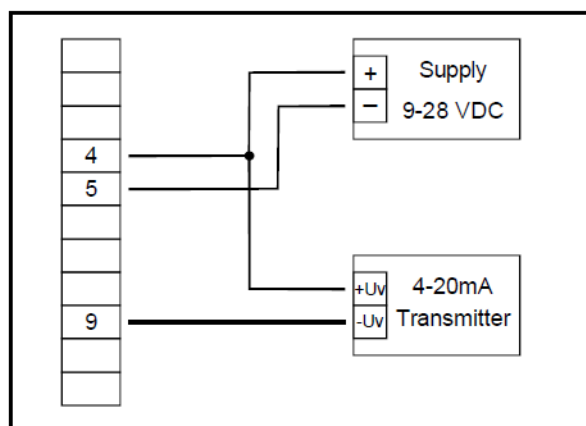 4
5
9
+ Supply
− 9-28 VDC
+Uv 4-20mA
-Uv Transmitter